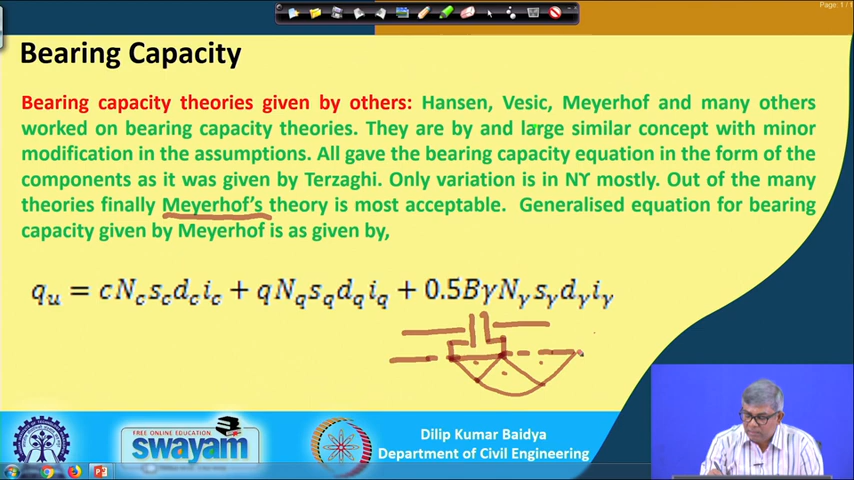 Page: 1 / 1
Bearing Capacity
Bearing capacity theories given by others: Hansen, Vesic, Meyerhof and many others
worked on bearing capacity theories. They are by and large similar concept with minor
modification in the assumptions. All gave the bearing capacity equation in the form of the
components as it was given by Terzaghi. Only variation is in NΥ mostly. Out of the many
theories finally Meyerhof’s theory is most acceptable. Generalised equation for bearing
capacity given by Meyerhof is as given by,
q_u = cN_c s_c d_c i_c + qN_q s_q d_q i_q + 0.5BγN_γ s_γ d_γ i_γ
FREE ONLINE EDUCATION
swayam
Dilip Kumar Baidya
Department of Civil Engineering